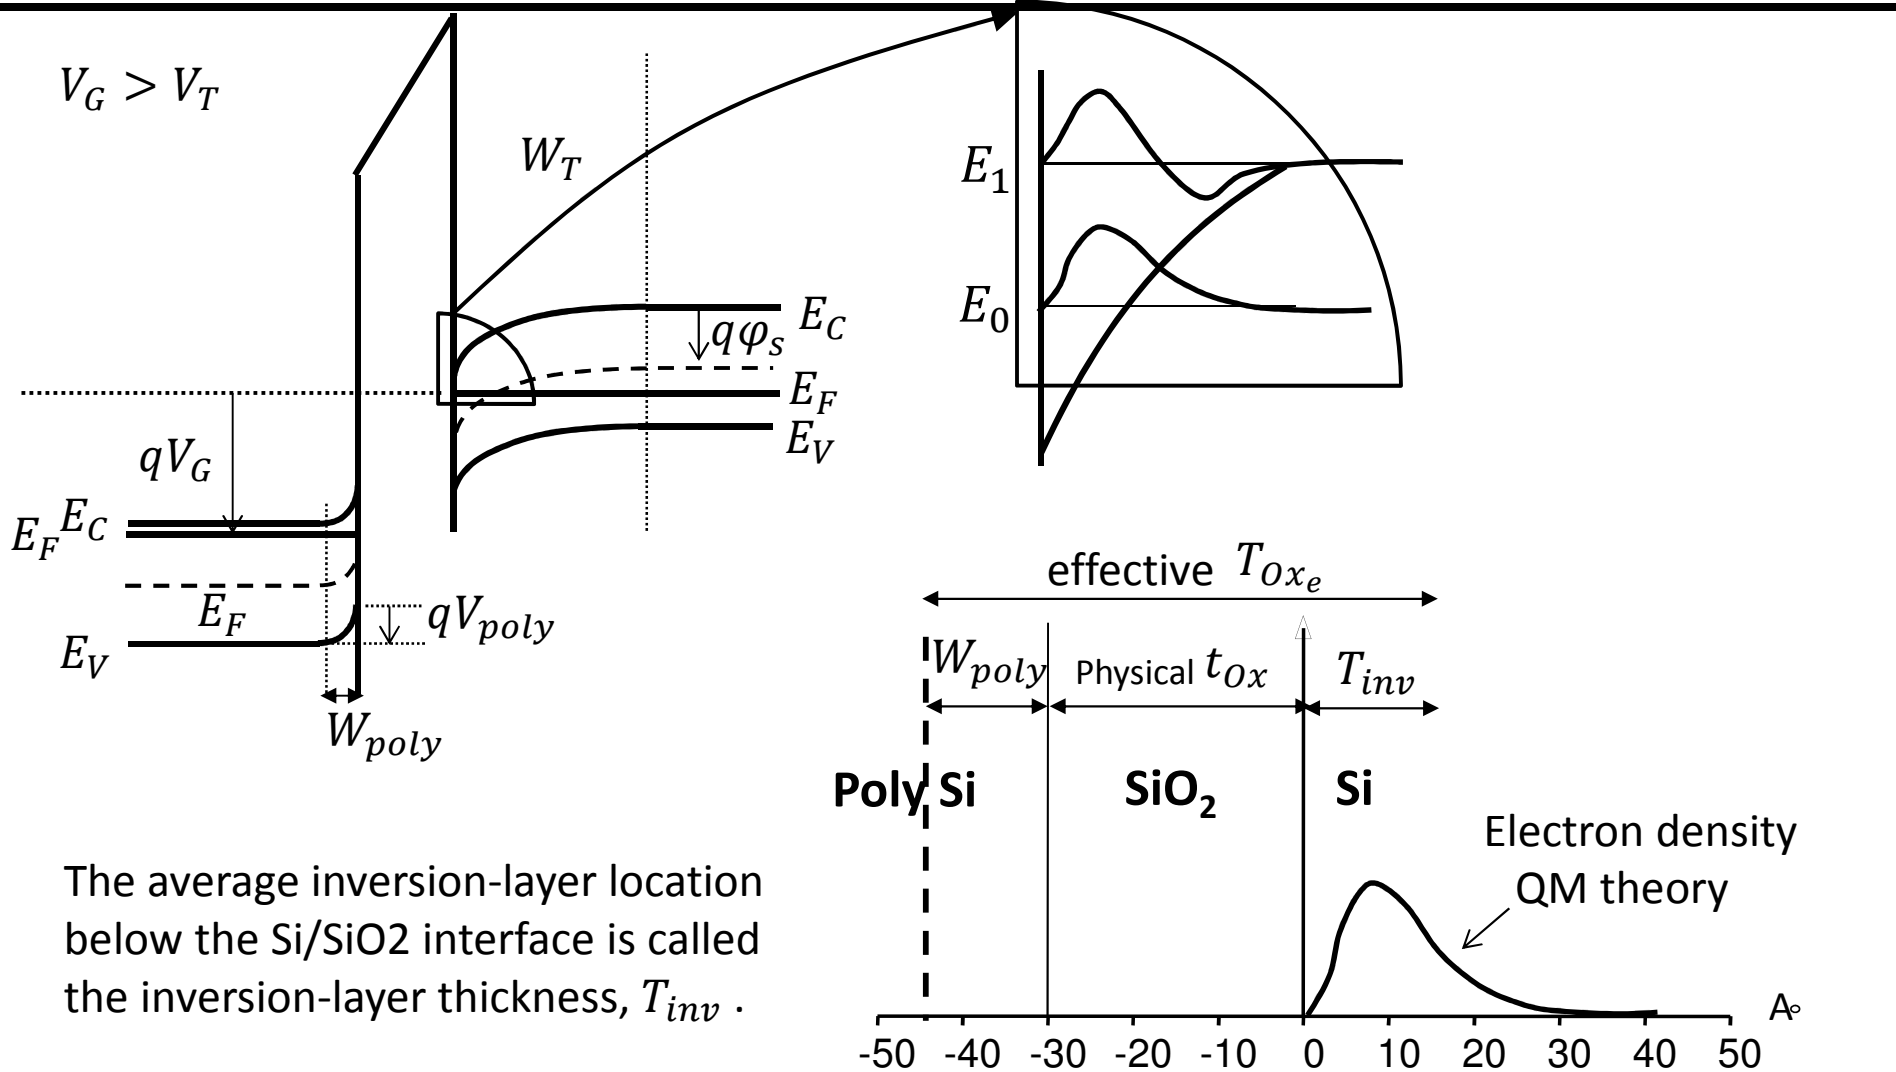 V_G > V_T
W_T
E_1
E_0
E_C
qφ_s
E_F
E_V
qV_G
E_C
E_F
E_F
E_V
qV_poly
W_poly
effective T_Ox_e
W_poly
Physical t_Ox
T_inv
Poly Si
SiO₂
Si
Electron density
QM theory
The average inversion-layer location
below the Si/SiO2 interface is called
the inversion-layer thickness, T_inv .
A°
-50 -40 -30 -20 -10 0 10 20 30 40 50